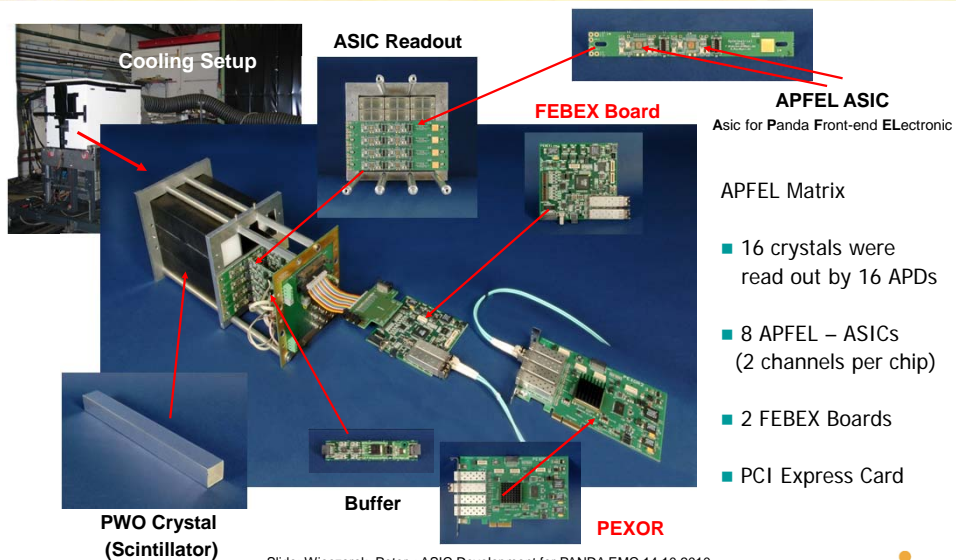 Cooling Setup
ASIC Readout
FEBEX Board
APFEL ASIC
Asic for Panda Front-end ELectronic
APFEL Matrix
■ 16 crystals were
read out by 16 APDs
■ 8 APFEL – ASICs
(2 channels per chip)
■ 2 FEBEX Boards
■ PCI Express Card
Buffer
PEXOR
PWO Crystal
(Scintillator)